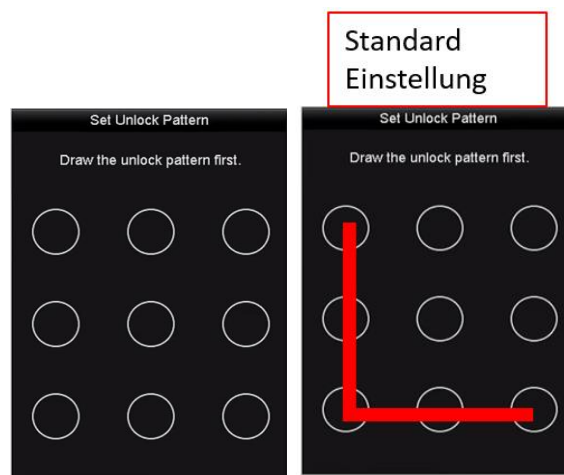 Standard
Einstellung
Set Unlock Pattern
Draw the unlock pattern first.
Set Unlock Pattern
Draw the unlock pattern first.